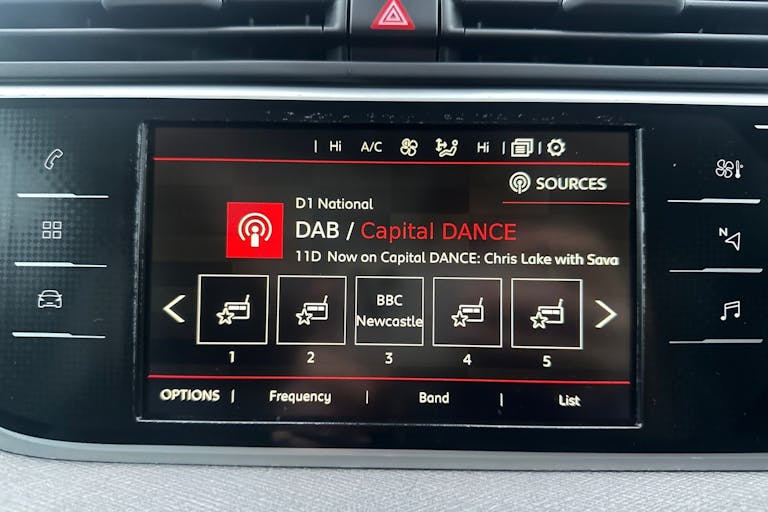 Hi A/C Hi
SOURCES
D1 National
DAB / Capital DANCE
11D Now on Capital DANCE: Chris Lake with Sava
BBC
Newcastle
1 2 3 4 5
OPTIONS | Frequency | Band | List
N